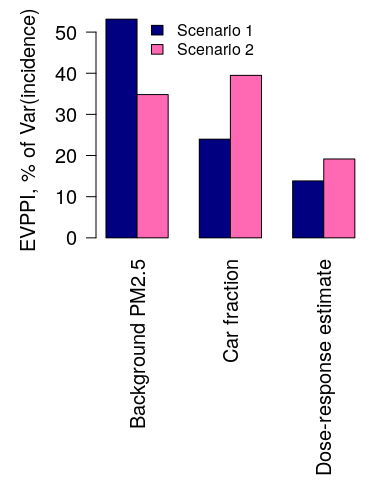 EVPPI, % of Var(incidence)
50
40
30
20
10
0
Scenario 1
Scenario 2
Background PM2.5
Car fraction
Dose-response estimate